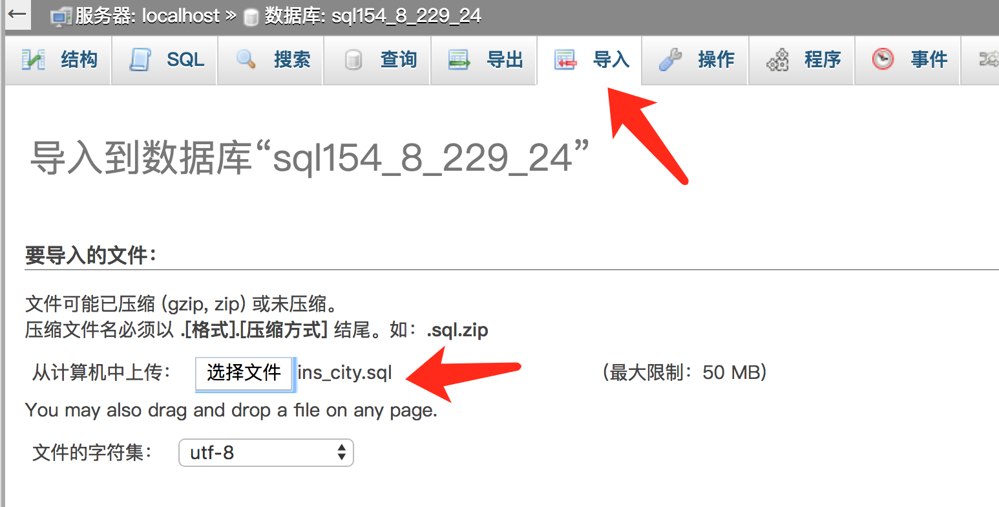 服务器: localhost » 数据库: sql154_8_229_24
结构 SQL 搜索 查询 导出 导入 操作 程序 事件
导入到数据库“sql154_8_229_24”
要导入的文件：
文件可能已压缩 (gzip, zip) 或未压缩。
压缩文件名必须以 .[格式].[压缩方式] 结尾。如：.sql.zip
从计算机中上传： 选择文件 ins_city.sql (最大限制：50 MB)
You may also drag and drop a file on any page.
文件的字符集： utf-8